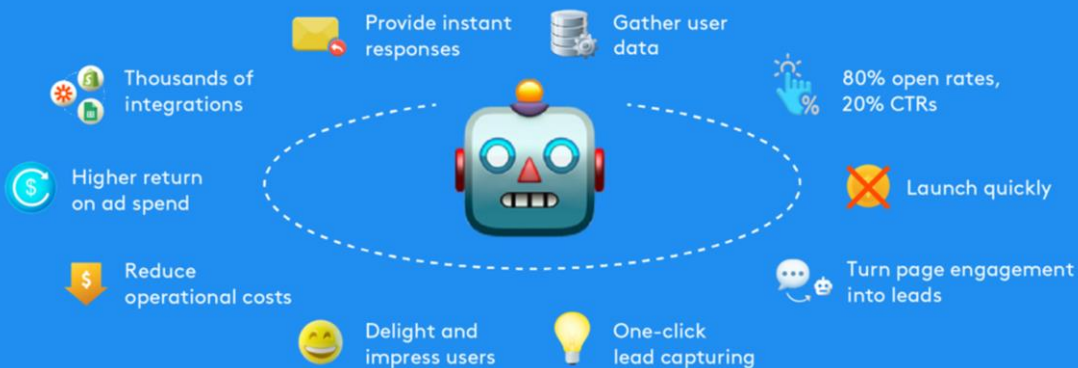 Provide instant
responses
Gather user
data
Thousands of
integrations
80% open rates,
20% CTRs
Higher return
on ad spend
Launch quickly
Reduce
operational costs
Turn page engagement
into leads
Delight and
impress users
One-click
lead capturing